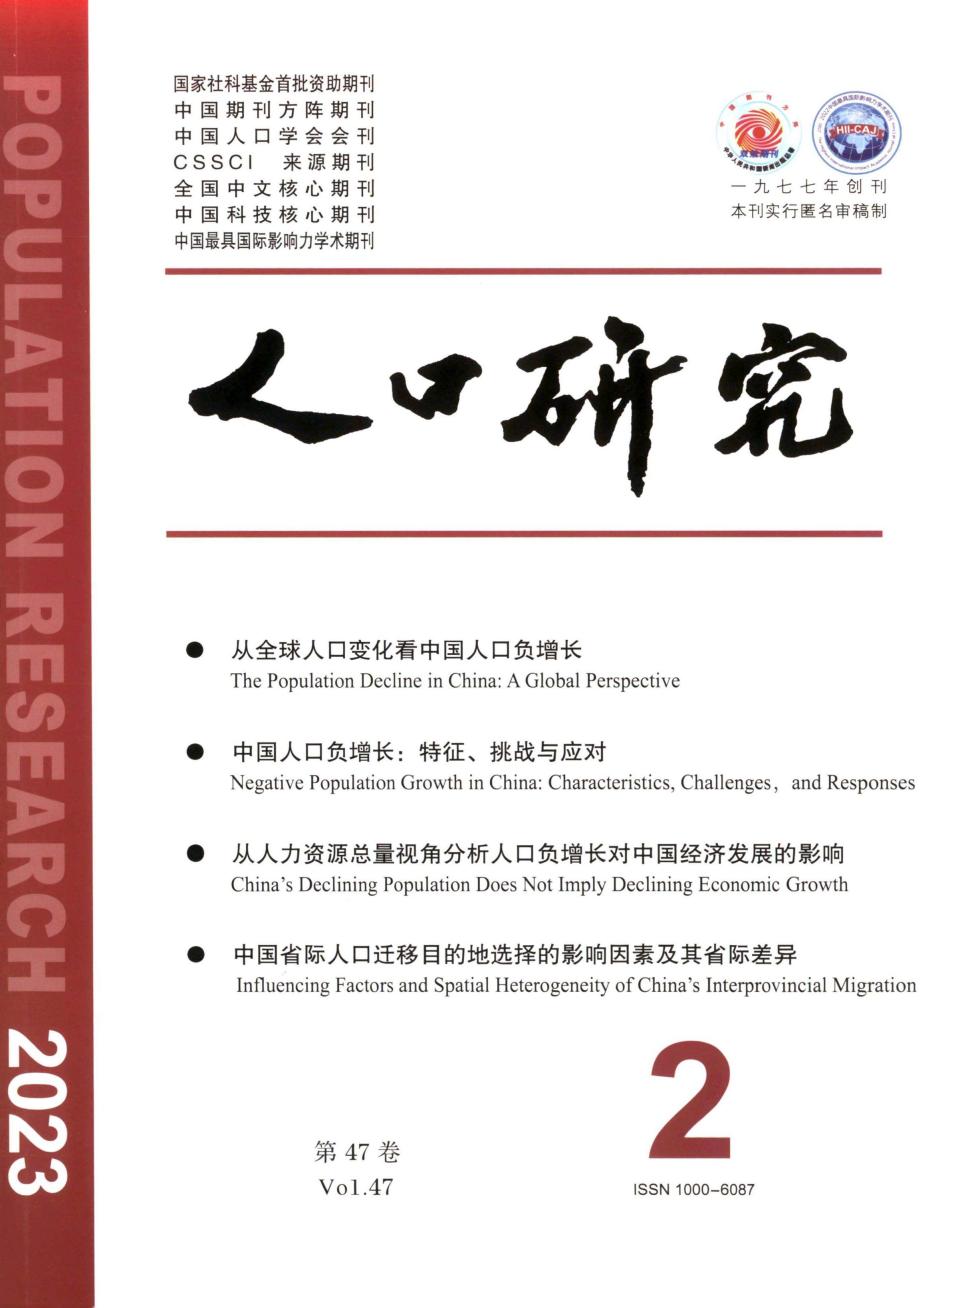 POPULATION RESEARCH 2023
国家社科基金首批资助期刊
中国期刊方阵期刊
中国人口学会会刊
CSSCI 来源期刊
全国中文核心期刊
中国科技核心期刊
中国最具国际影响力学术期刊
双效期刊
HII-CAJ
一九七七年创刊
本刊实行匿名审稿制
人口研究
● 从全球人口变化看中国人口负增长
The Population Decline in China: A Global Perspective
● 中国人口负增长：特征、挑战与应对
Negative Population Growth in China: Characteristics, Challenges, and Responses
● 从人力资源总量视角分析人口负增长对中国经济发展的影响
China's Declining Population Does Not Imply Declining Economic Growth
● 中国省际人口迁移目的地选择的影响因素及其省际差异
Influencing Factors and Spatial Heterogeneity of China's Interprovincial Migration
2
第 47 卷
Vol.47
ISSN 1000-6087